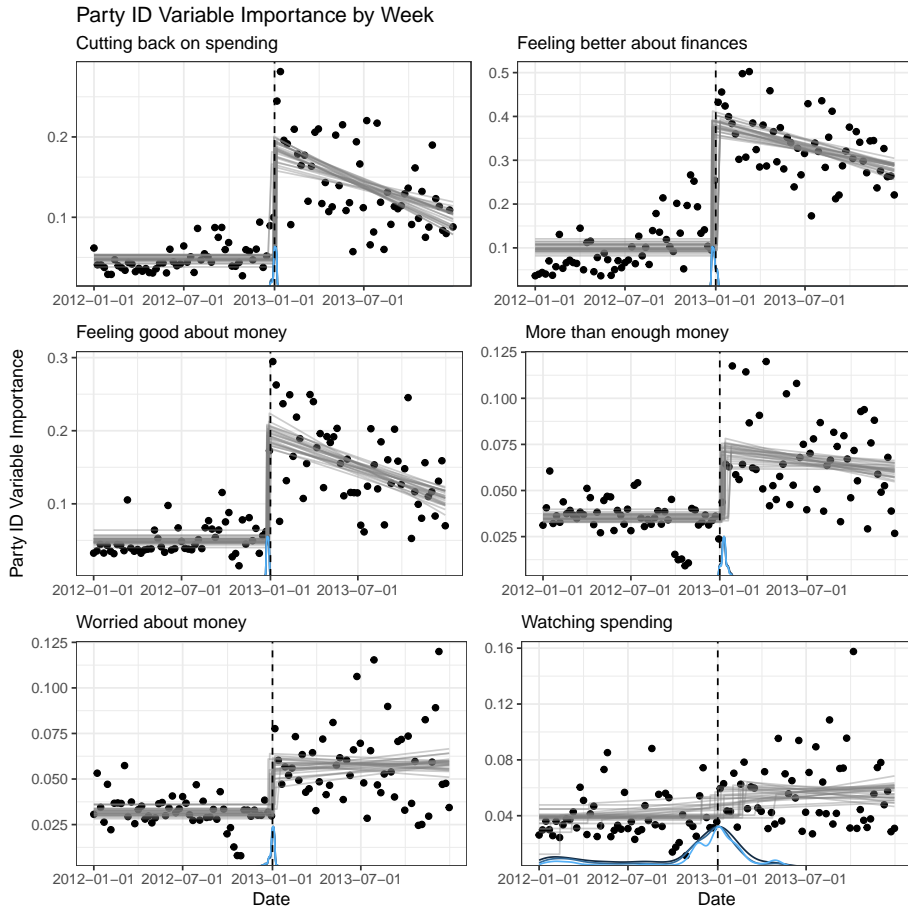 Party ID Variable Importance by Week
Cutting back on spending
0.2
0.1
2012−01−01 2012−07−01 2013−01−01 2013−07−01
Feeling better about finances
0.5
0.4
0.3
0.2
0.1
2012−01−01 2012−07−01 2013−01−01 2013−07−01
Party ID Variable Importance
Feeling good about money
0.3
0.2
0.1
2012−01−01 2012−07−01 2013−01−01 2013−07−01
More than enough money
0.125
0.100
0.075
0.050
0.025
2012−01−01 2012−07−01 2013−01−01 2013−07−01
Worried about money
0.125
0.100
0.075
0.050
0.025
2012−01−01 2012−07−01 2013−01−01 2013−07−01
Date
Watching spending
0.16
0.12
0.08
0.04
2012−01−01 2012−07−01 2013−01−01 2013−07−01
Date